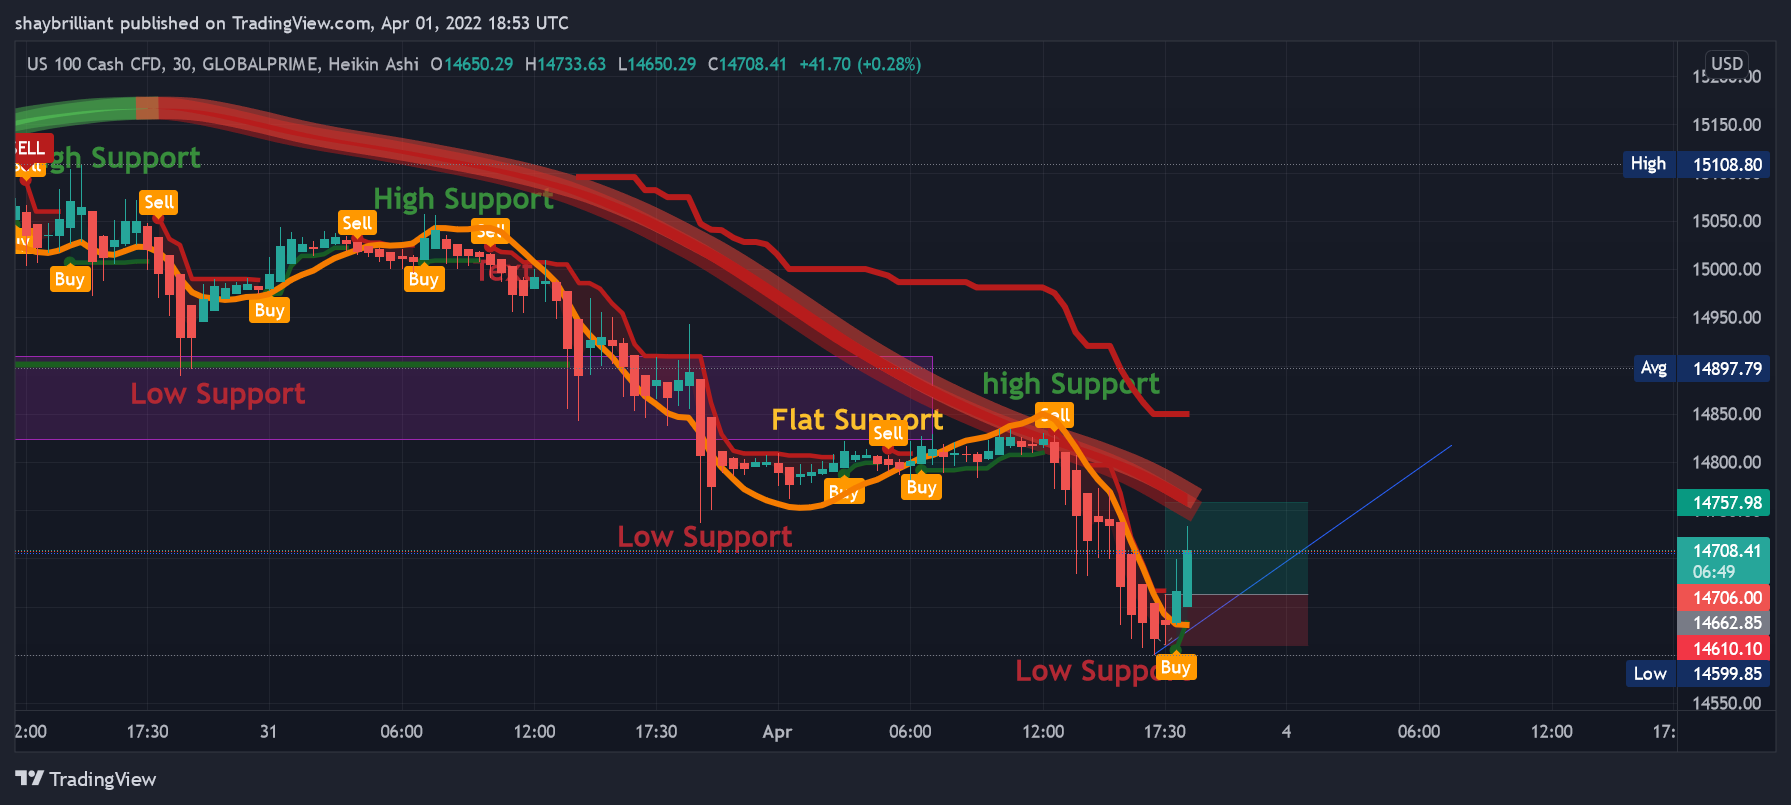 shaybrilliant published on TradingView.com, Apr 01, 2022 18:53 UTC
US 100 Cash CFD, 30, GLOBALPRIME, Heikin Ashi O14650.29 H14733.63 L14650.29 C14708.41 +41.70 (+0.28%)
USD
15150.00
High 15108.80
15050.00
15000.00
14950.00
Avg 14897.79
14850.00
14800.00
14757.98
14708.41
06:49
14706.00
14662.85
14610.10
Low 14599.85
14550.00
SELL
Sell
High Support
Sell
High Support
Sell
Sell
Buy
Buy
Buy
Text
Low Support
high Support
Flat Support
Sell
Sell
Buy
Buy
Low Support
Low Support
Buy
17:30
31
06:00
12:00
17:30
Apr
06:00
12:00
17:30
4
06:00
12:00
17:
TradingView